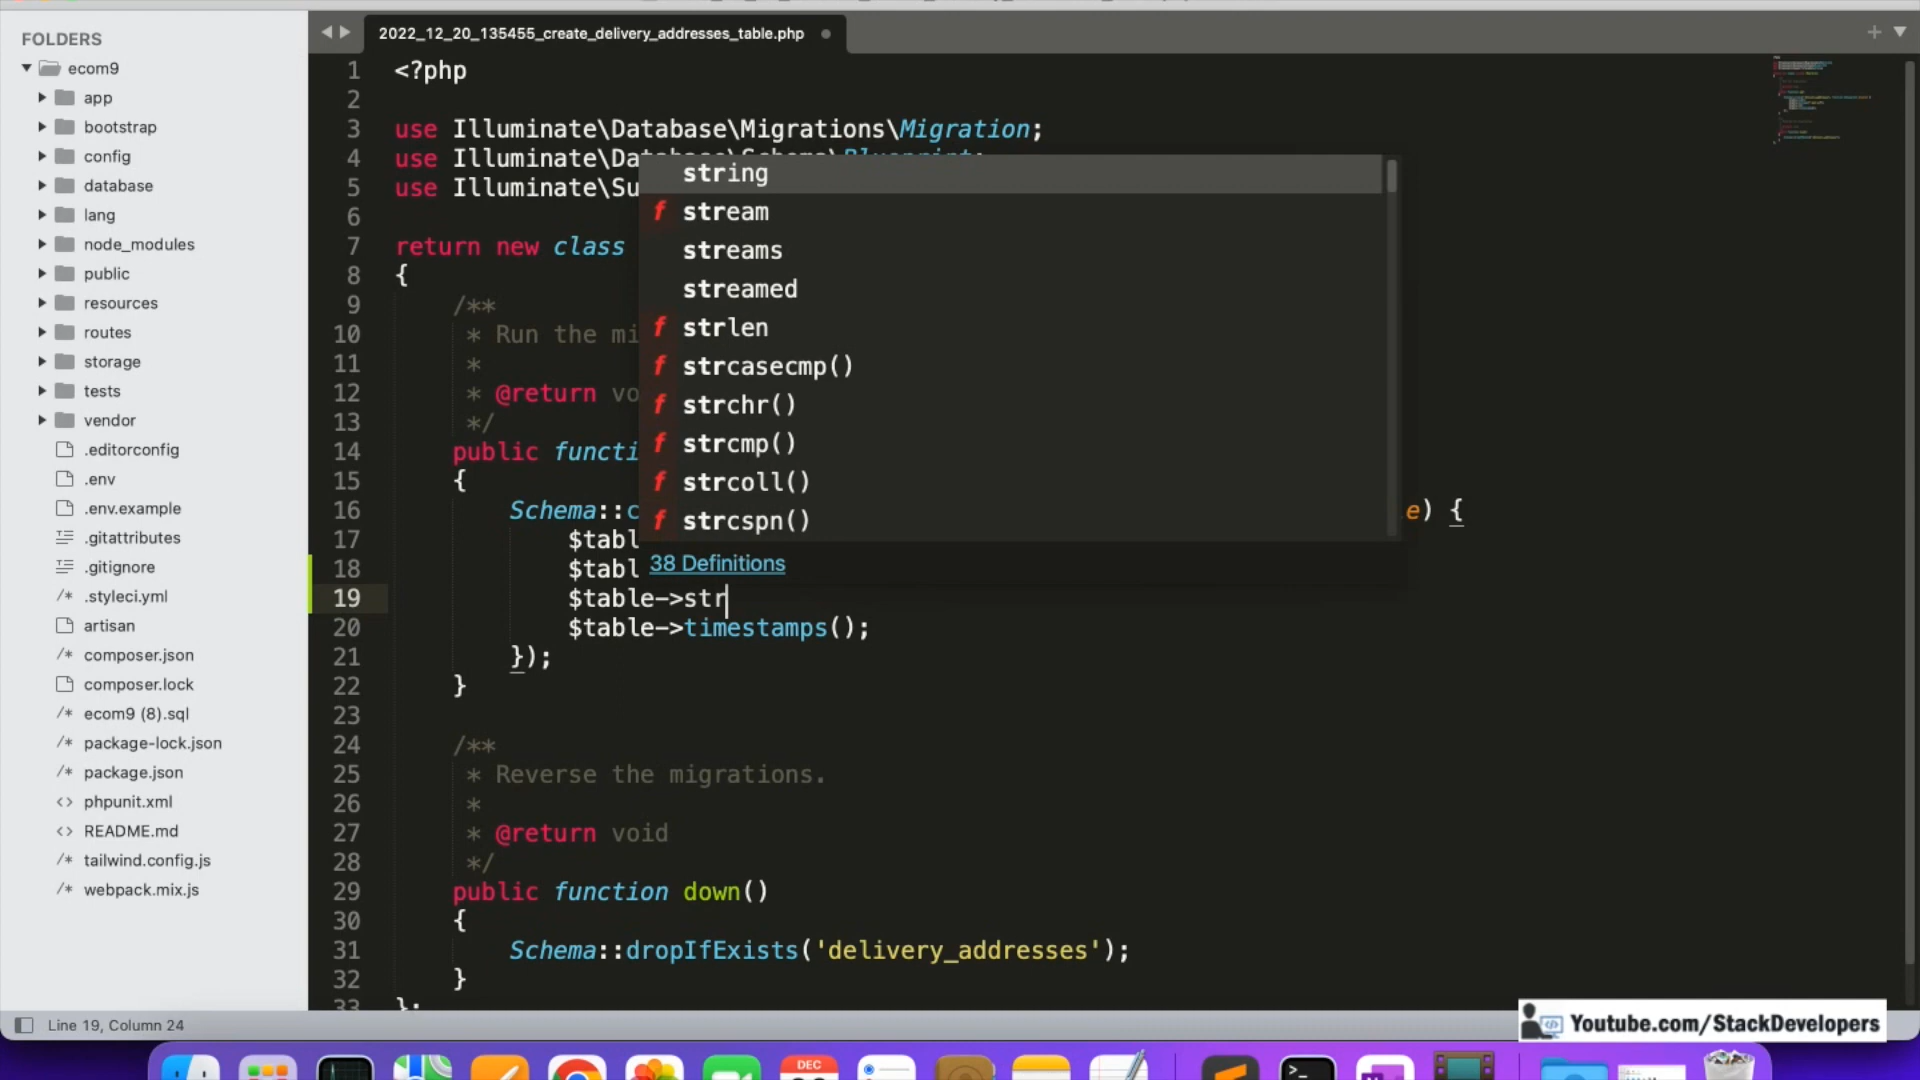 FOLDERS
ecom9
app
bootstrap
config
database
lang
node_modules
public
resources
routes
storage
tests
vendor
.editorconfig
.env
.env.example
.gitattributes
.gitignore
.styleci.yml
artisan
composer.json
composer.lock
ecom9 (8).sql
package-lock.json
package.json
phpunit.xml
README.md
tailwind.config.js
webpack.mix.js
2022_12_20_135455_create_delivery_addresses_table.php
1 <?php
2
3 use Illuminate\Database\Migrations\Migration;
4 use Illuminate\Database\Schema\Blueprint;
5 use Illuminate\Su
6
7 return new class
8 {
9 /**
10 * Run the mi
11 *
12 * @return vo
13 */
14 public functi
15 {
16 Schema::c e) {
17 $tabl
18 $tabl
19 $table->str
20 $table->timestamps();
21 });
22 }
23
24 /**
25 * Reverse the migrations.
26 *
27 * @return void
28 */
29 public function down()
30 {
31 Schema::dropIfExists('delivery_addresses');
32 }
33 };
string
f stream
streams
streamed
f strlen
f strcasecmp()
f strchr()
f strcmp()
f strcoll()
f strcspn()
38 Definitions
Line 19, Column 24
Youtube.com/StackDevelopers
DEC